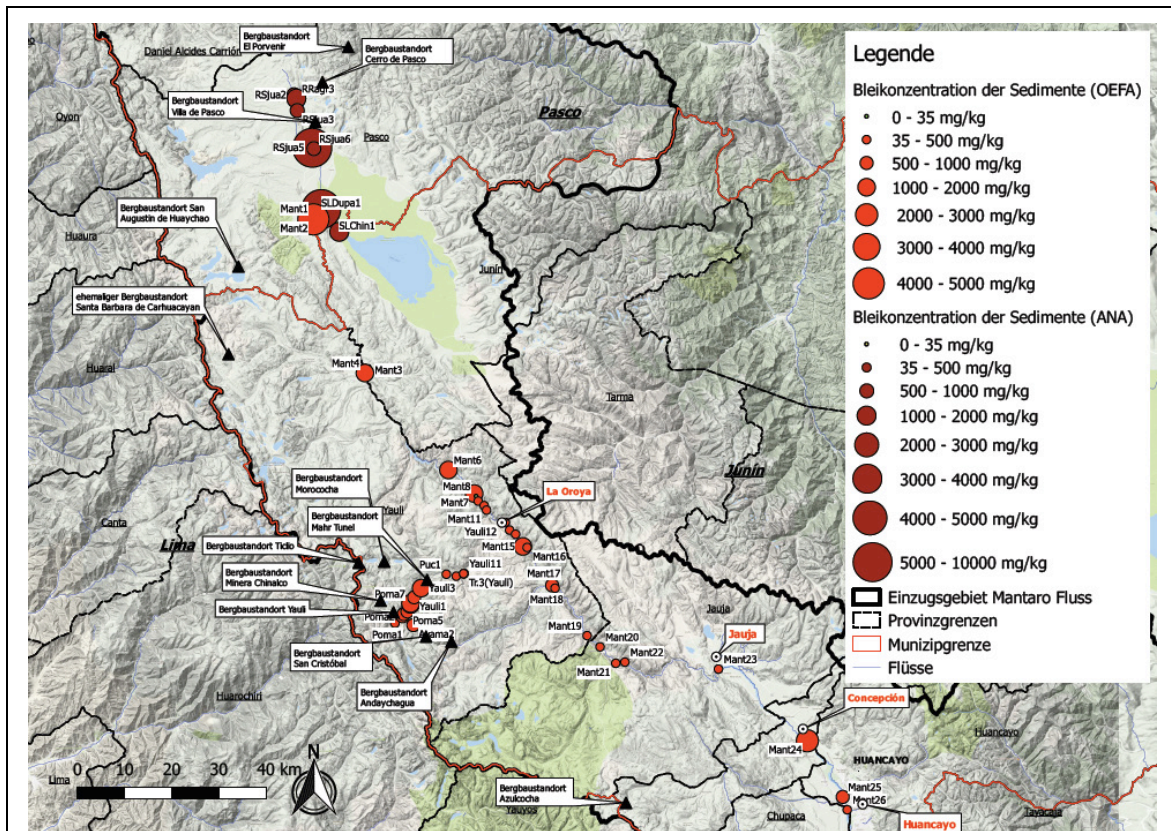 Daniel Alcides Carrión
Bergbaustandort
El Porvenir
Bergbaustandort
Cerro de Pasco
Oyon
RSjua2
RRagr3
RSjua3
Bergbaustandort
Villa de Pasco
Pasco
Pasco
RSjua6
RSjua5
SLDupa1
Mant1
Mant2
SLChin1
Bergbaustandort San
Augustin de Huaychao
Huaura
Junín
ehemaliger Bergbaustandort
Santa Barbara de Carhuacayan
Huaral
Mant4
Mant3
Tarma
Junín
Mant6
Mant8
Mant7
La Oroya
Bergbaustandort
Morococha
Mant11
Canta
Yauli
Yauli12
Bergbaustandort
Mahr Tunel
Lima
Mant15
Mant16
Bergbaustandort Ticlio
Puc1
Yauli11
Bergbaustandort
Minera Chinalco
Tr.3(Yauli)
Mant17
Poma7
Yauli3
Mant18
Bergbaustandort Yauli
Yauli1
Poma5
Poma1
Mant19
Jauja
Mant20
Jauja
Bergbaustandort
San Cristóbal
Mant22
Mant21
Mant23
Huarochirí
Bergbaustandort
Andaychagua
Concepción
Mant24
Huancayo
HUANCAYO
N
0 10 20 30 40 km
Lima
Bergbaustandort
Azulcocha
Yauyos
Mant25
Mant26
Chupaca
Huancayo
Tayacaja
Legende
Bleikonzentration der Sedimente (OEFA)
0 - 35 mg/kg
35 - 500 mg/kg
500 - 1000 mg/kg
1000 - 2000 mg/kg
2000 - 3000 mg/kg
3000 - 4000 mg/kg
4000 - 5000 mg/kg
Bleikonzentration der Sedimente (ANA)
0 - 35 mg/kg
35 - 500 mg/kg
500 - 1000 mg/kg
1000 - 2000 mg/kg
2000 - 3000 mg/kg
3000 - 4000 mg/kg
4000 - 5000 mg/kg
5000 - 10000 mg/kg
Einzugsgebiet Mantaro Fluss
Provinzgrenzen
Munizipgrenze
Flüsse